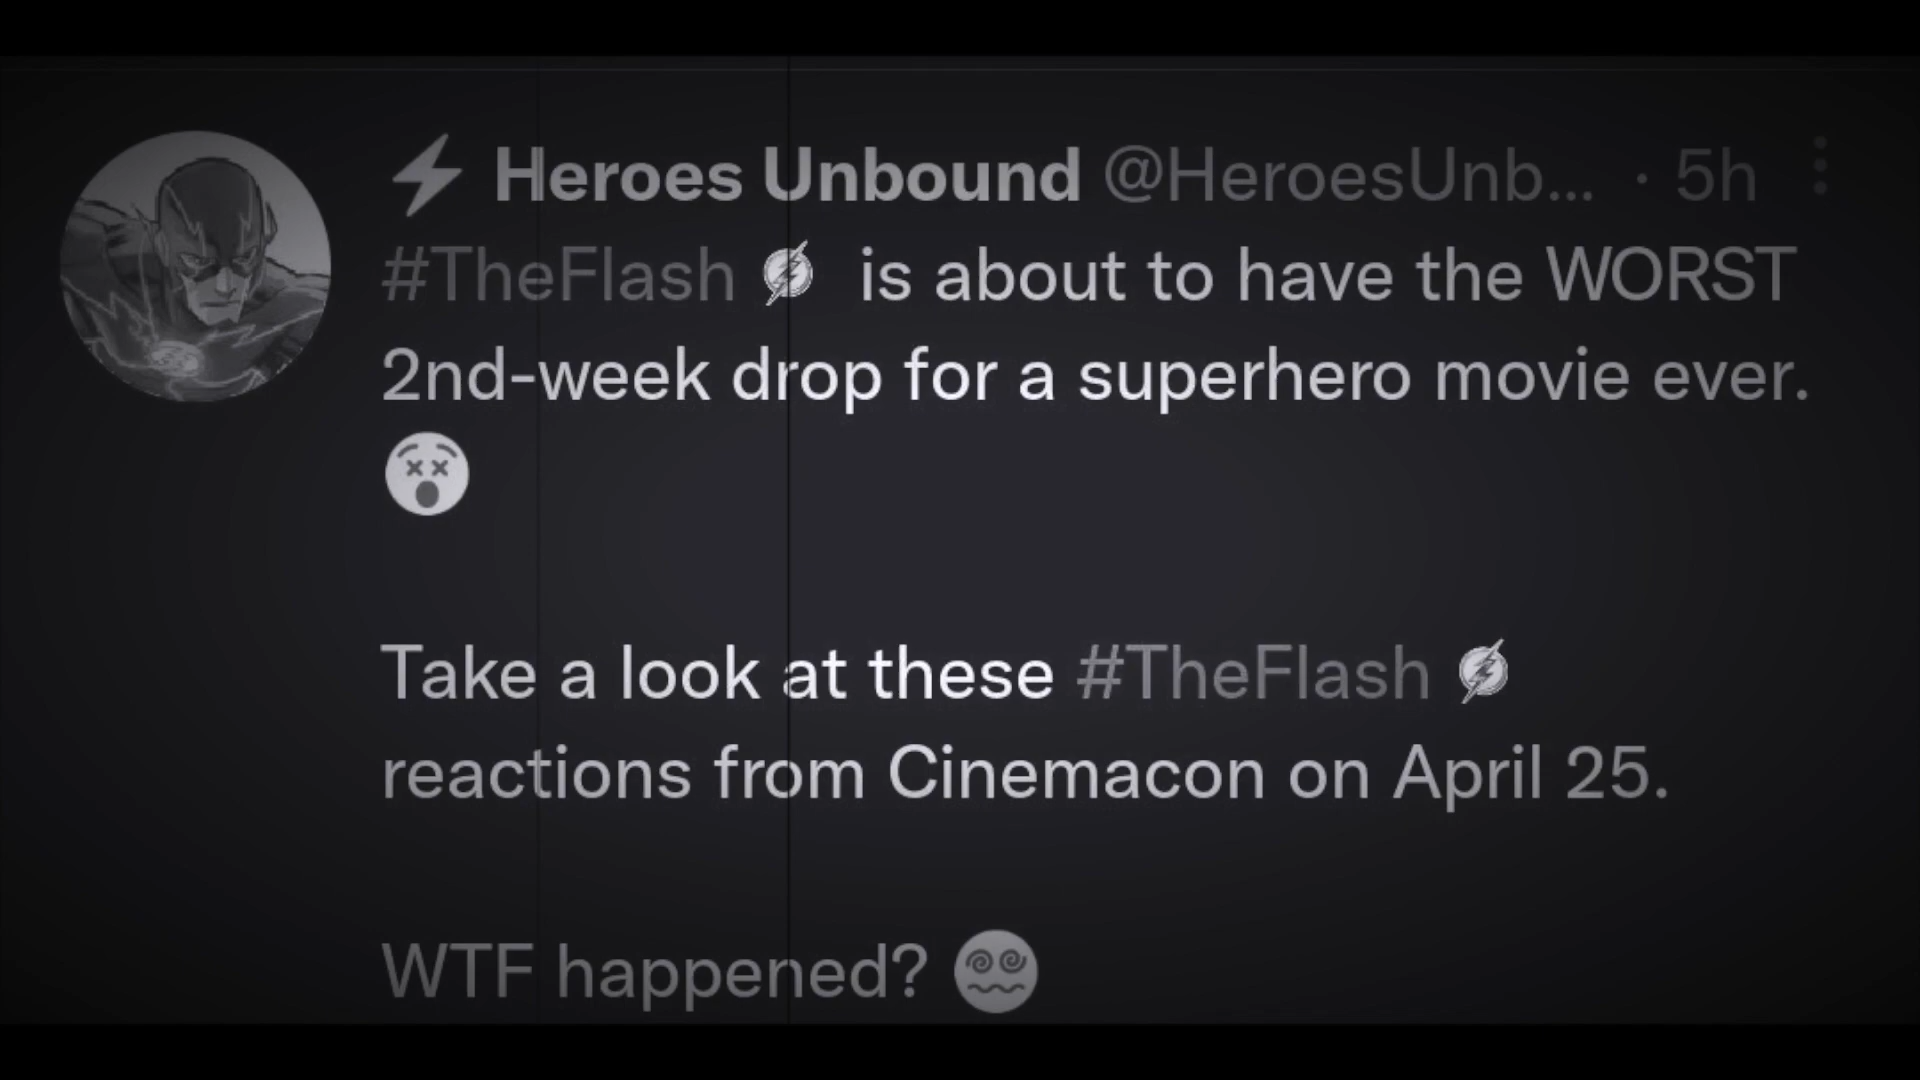 ⚡ Heroes Unbound @HeroesUnb... · 5h
#TheFlash is about to have the WORST
2nd-week drop for a superhero movie ever.
😵
Take a look at these #TheFlash
reactions from Cinemacon on April 25.
WTF happened? 😵‍💫